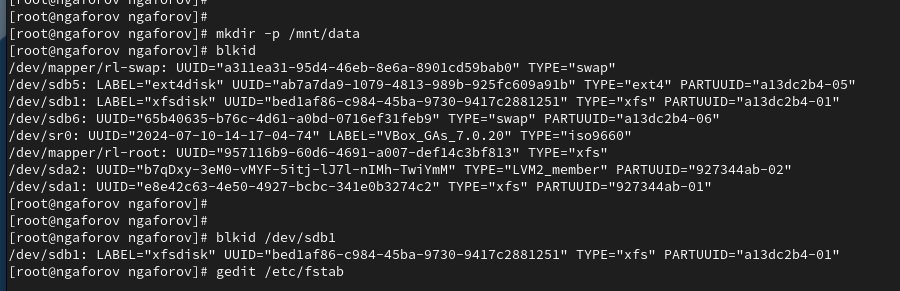 [root@ngaforov ngaforov]#
[root@ngaforov ngaforov]#
[root@ngaforov ngaforov]# mkdir -p /mnt/data
[root@ngaforov ngaforov]# blkid
/dev/mapper/rl-swap: UUID="a311ea31-95d4-46eb-8e6a-8901cd59bab0" TYPE="swap"
/dev/sdb5: LABEL="ext4disk" UUID="ab7a7da9-1079-4813-989b-925fc609a91b" TYPE="ext4" PARTUUID="a13dc2b4-05"
/dev/sdb1: LABEL="xfsdisk" UUID="bed1af86-c984-45ba-9730-9417c2881251" TYPE="xfs" PARTUUID="a13dc2b4-01"
/dev/sdb6: UUID="65b40635-b76c-4d61-a0bd-0716ef31feb9" TYPE="swap" PARTUUID="a13dc2b4-06"
/dev/sr0: UUID="2024-07-10-14-17-04-74" LABEL="VBox_GAs_7.0.20" TYPE="iso9660"
/dev/mapper/rl-root: UUID="957116b9-60d6-4691-a007-def14c3bf813" TYPE="xfs"
/dev/sda2: UUID="b7qDxy-3eM0-vMYF-5itj-lJ7l-nIMh-TwiYmM" TYPE="LVM2_member" PARTUUID="927344ab-02"
/dev/sda1: UUID="e8e42c63-4e50-4927-bcbc-341e0b3274c2" TYPE="xfs" PARTUUID="927344ab-01"
[root@ngaforov ngaforov]#
[root@ngaforov ngaforov]#
[root@ngaforov ngaforov]# blkid /dev/sdb1
/dev/sdb1: LABEL="xfsdisk" UUID="bed1af86-c984-45ba-9730-9417c2881251" TYPE="xfs" PARTUUID="a13dc2b4-01"
[root@ngaforov ngaforov]# gedit /etc/fstab